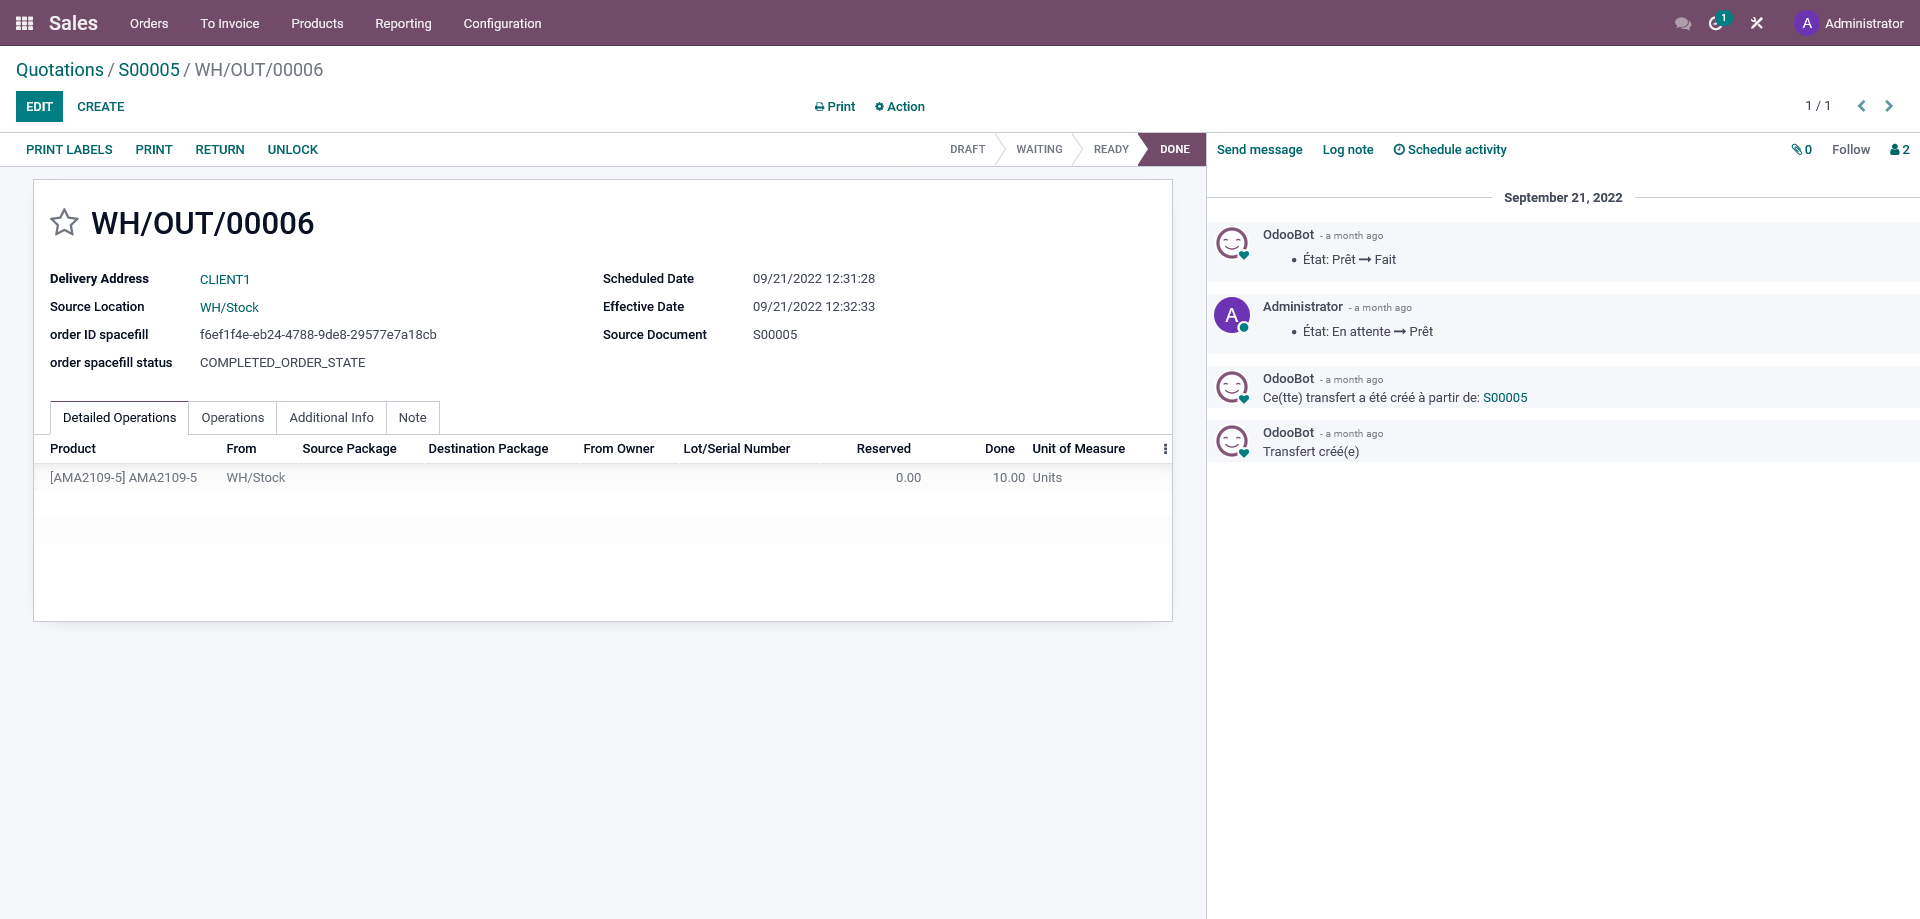 Sales Orders To Invoice Products Reporting Configuration 1 A Administrator
Quotations / S00005 / WH/OUT/00006
EDIT CREATE Print Action 1 / 1
PRINT LABELS PRINT RETURN UNLOCK DRAFT WAITING READY DONE
WH/OUT/00006
Delivery Address CLIENT1 Scheduled Date 09/21/2022 12:31:28
Source Location WH/Stock Effective Date 09/21/2022 12:32:33
order ID spacefill f6ef1f4e-eb24-4788-9de8-29577e7a18cb Source Document S00005
order spacefill status COMPLETED_ORDER_STATE
Detailed Operations Operations Additional Info Note
Product From Source Package Destination Package From Owner Lot/Serial Number Reserved Done Unit of Measure
[AMA2109-5] AMA2109-5 WH/Stock 0.00 10.00 Units
Send message Log note Schedule activity 0 Follow 2
September 21, 2022
OdooBot - a month ago
• État: Prêt → Fait
A Administrator - a month ago
• État: En attente → Prêt
OdooBot - a month ago
Ce(tte) transfert a été créé à partir de: S00005
OdooBot - a month ago
Transfert créé(e)